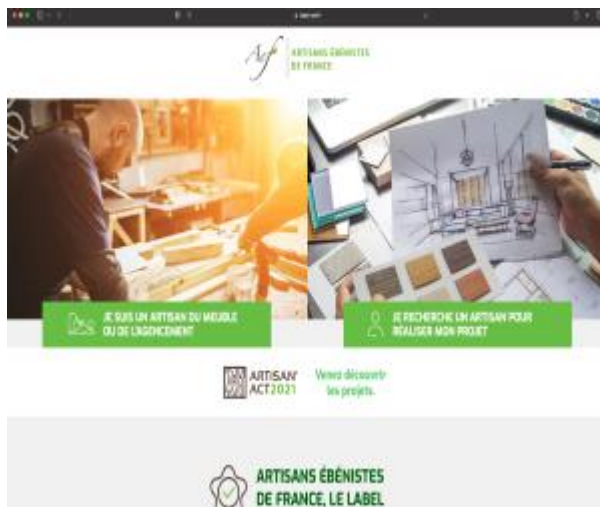 Aef
ARTISANS ÉBÉNISTES
DE FRANCE
JE SUIS UN ARTISAN DU MEUBLE
OU DE L'AGENCEMENT
JE RECHERCHE UN ARTISAN POUR
RÉALISER MON PROJET
ARTISAN'
ACT2021
Venez découvrir
les projets.
ARTISANS ÉBÉNISTES
DE FRANCE, LE LABEL